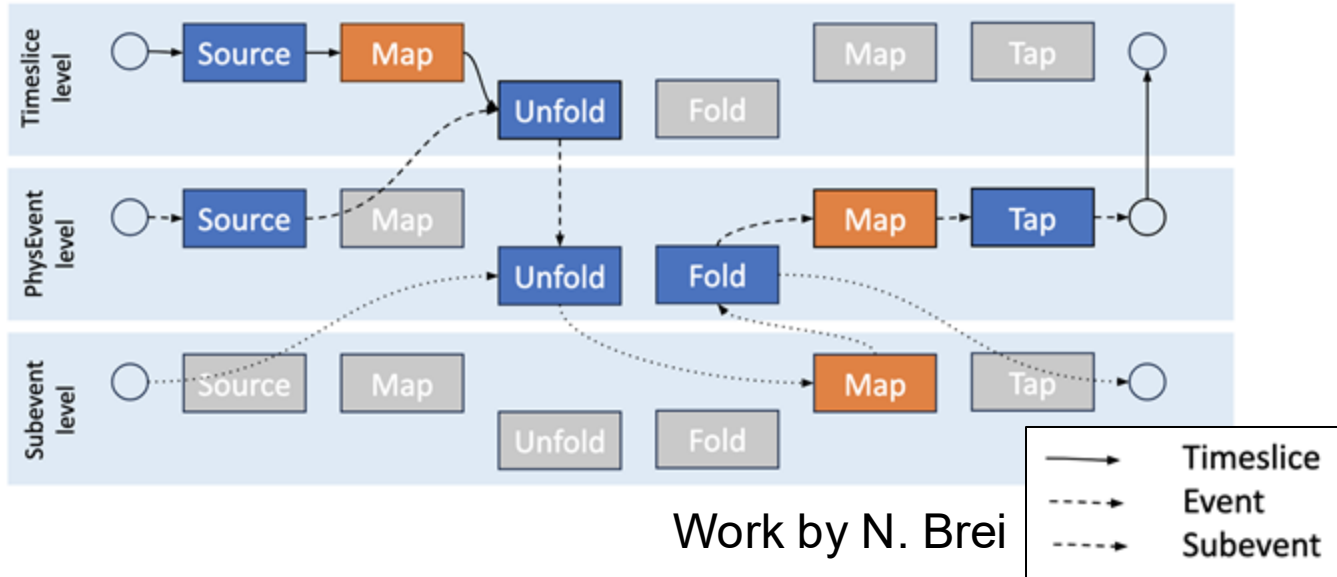 Timeslice
level
Source
Map
Unfold
Fold
Map
Tap
PhysEvent
level
Source
Map
Unfold
Fold
Map
Tap
Subevent
level
Source
Map
Unfold
Fold
Map
Tap
Work by N. Brei
Timeslice
Event
Subevent